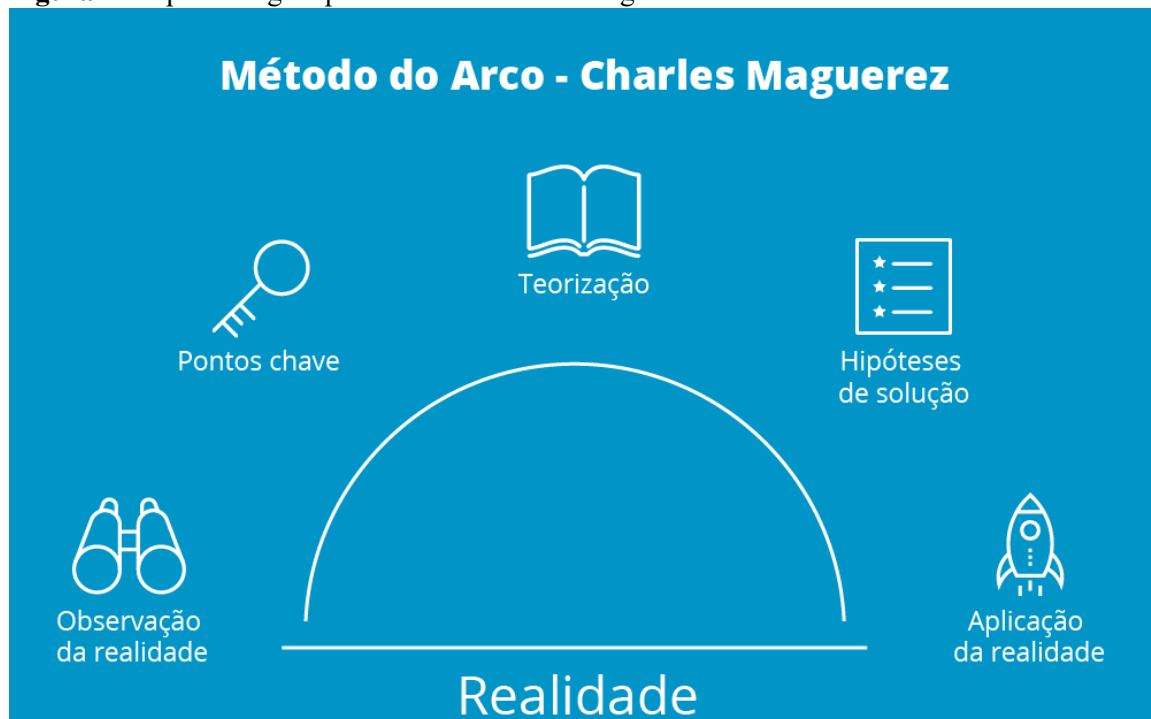 Método do Arco - Charles Maguerez
Teorização
Pontos chave
Hipóteses
de solução
Observação
da realidade
Aplicação
da realidade
Realidade